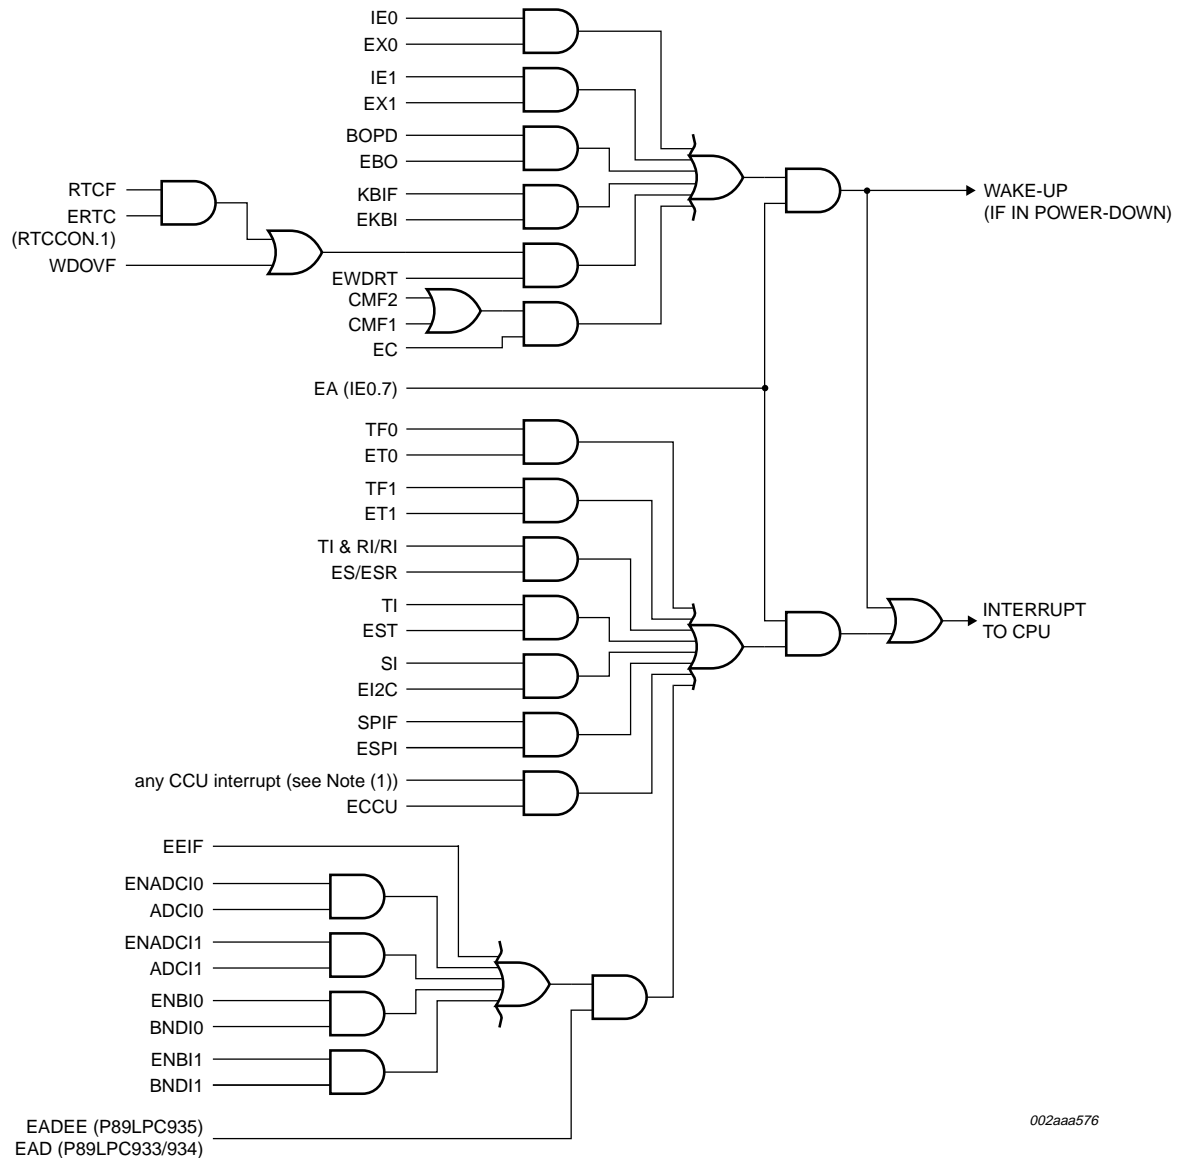 IE0
EX0
IE1
EX1
BOPD
EBO
KBIF
EKBI
RTCF
ERTC
(RTCCON.1)
WDOVF
EWDRT
CMF2
CMF1
EC
WAKE-UP
(IF IN POWER-DOWN)
EA (IE0.7)
TF0
ET0
TF1
ET1
TI & RI/RI
ES/ESR
TI
EST
SI
EI2C
SPIF
ESPI
any CCU interrupt (see Note (1))
ECCU
INTERRUPT
TO CPU
EEIF
ENADCI0
ADCI0
ENADCI1
ADCI1
ENBI0
BNDI0
ENBI1
BNDI1
EADEE (P89LPC935)
EAD (P89LPC933/934)
002aaa576